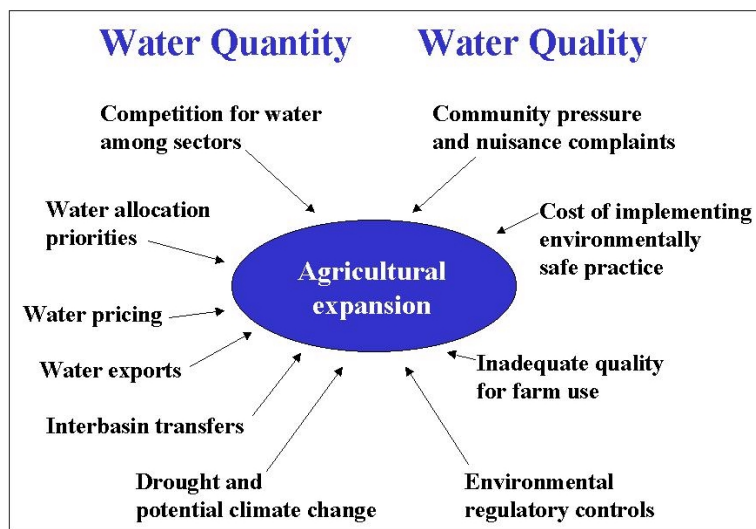 Water Quantity
Water Quality
Competition for water
among sectors
Community pressure
and nuisance complaints
Water allocation
priorities
Cost of implementing
environmentally
safe practice
Agricultural
expansion
Water pricing
Water exports
Inadequate quality
for farm use
Interbasin transfers
Drought and
potential climate change
Environmental
regulatory controls